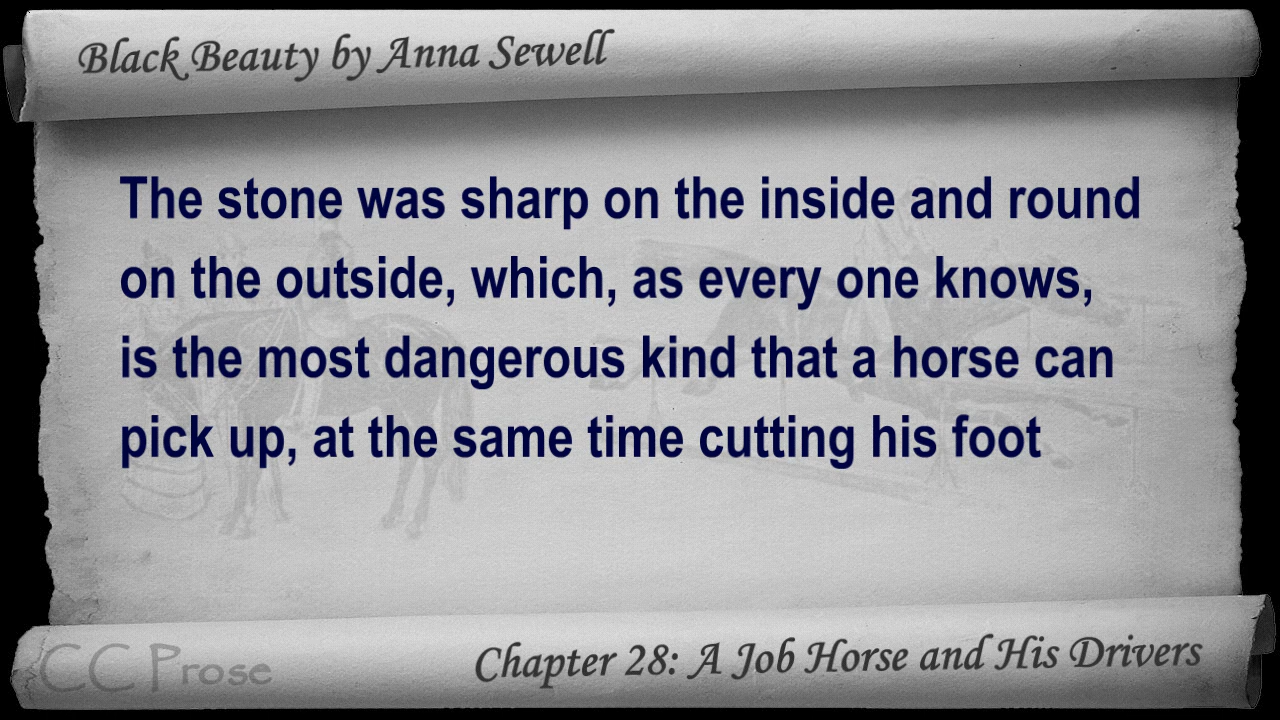 Black Beauty by Anna Sewell
The stone was sharp on the inside and round
on the outside, which, as every one knows,
is the most dangerous kind that a horse can
pick up, at the same time cutting his foot
CC Prose
Chapter 28: A Job Horse and His Drivers